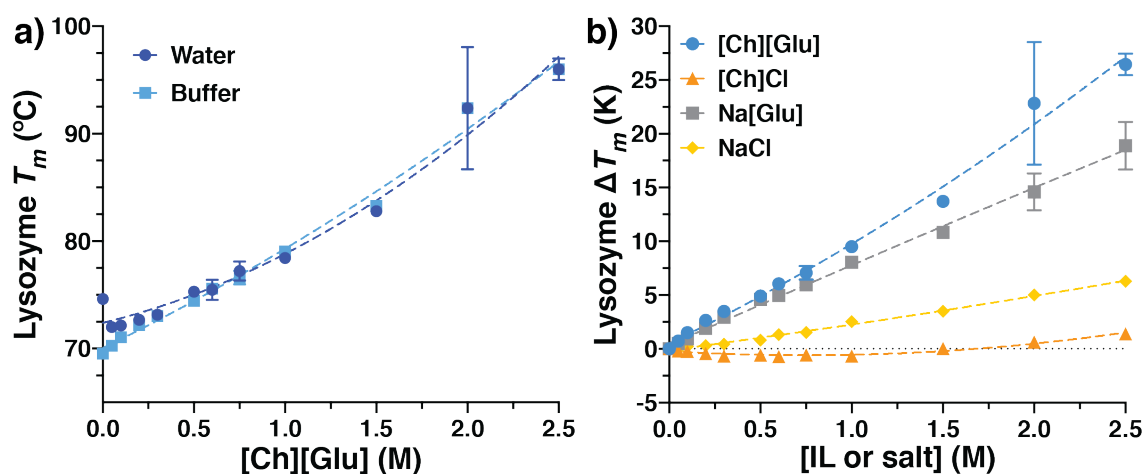 a)
Water
Buffer
Lysozyme Tm (ºC)
100
90
80
70
0.0 0.5 1.0 1.5 2.0 2.5
[Ch][Glu] (M)
b)
[Ch][Glu]
[Ch]Cl
Na[Glu]
NaCl
Lysozyme ΔTm (K)
30
25
20
15
10
5
0
-5
0.0 0.5 1.0 1.5 2.0 2.5
[IL or salt] (M)